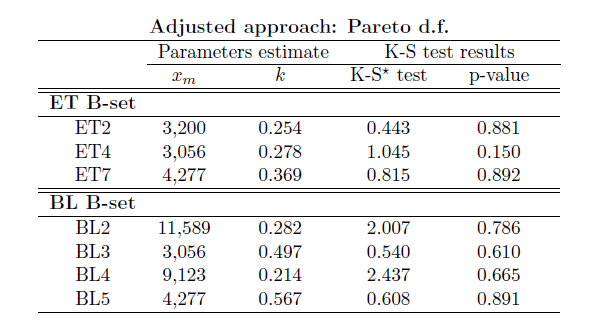 Adjusted approach: Pareto d.f.
Parameters estimate K-S test results
x_m k K-S* test p-value
ET B-set
ET2 3,200 0.254 0.443 0.881
ET4 3,056 0.278 1.045 0.150
ET7 4,277 0.369 0.815 0.892
BL B-set
BL2 11,589 0.282 2.007 0.786
BL3 3,056 0.497 0.540 0.610
BL4 9,123 0.214 2.437 0.665
BL5 4,277 0.567 0.608 0.891